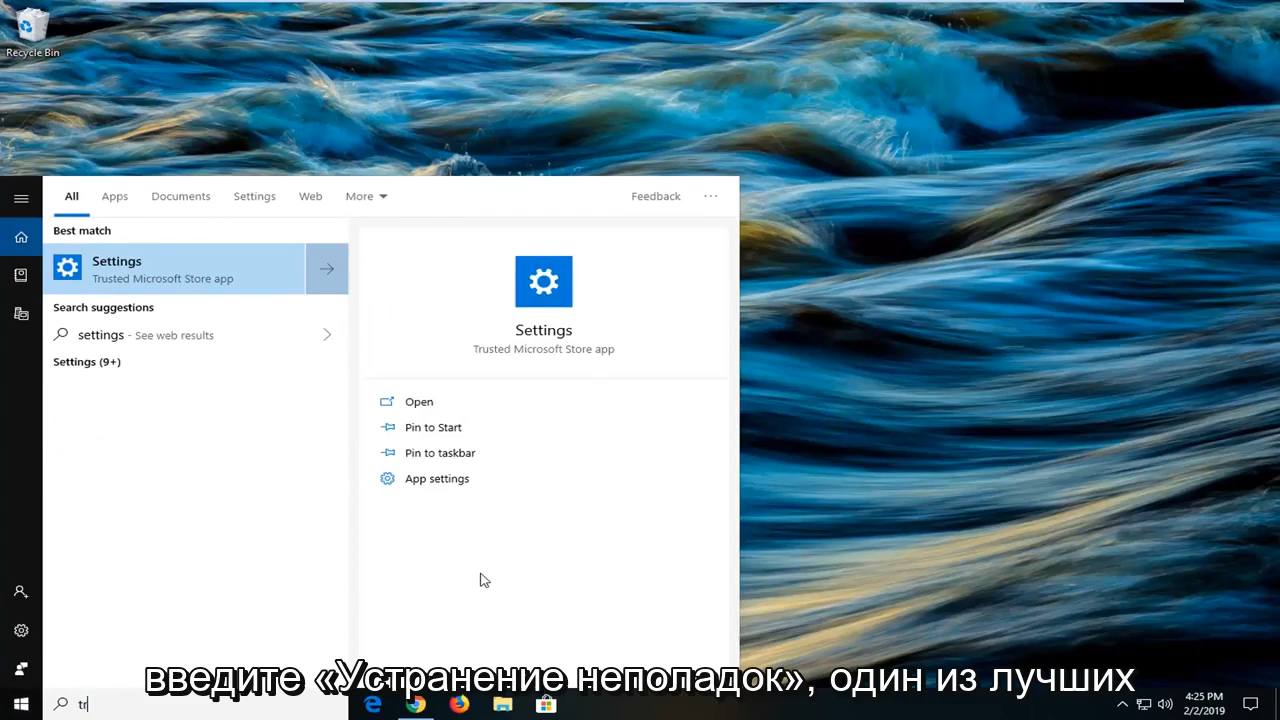 Recycle Bin
All Apps Documents Settings Web More Feedback ...
Best match
Settings
Trusted Microsoft Store app
Search suggestions
settings - See web results
Settings (9+)
Settings
Trusted Microsoft Store app
Open
Pin to Start
Pin to taskbar
App settings
введите «Устранение неполадок», один из лучших
tr
4:25 PM
2/2/2019